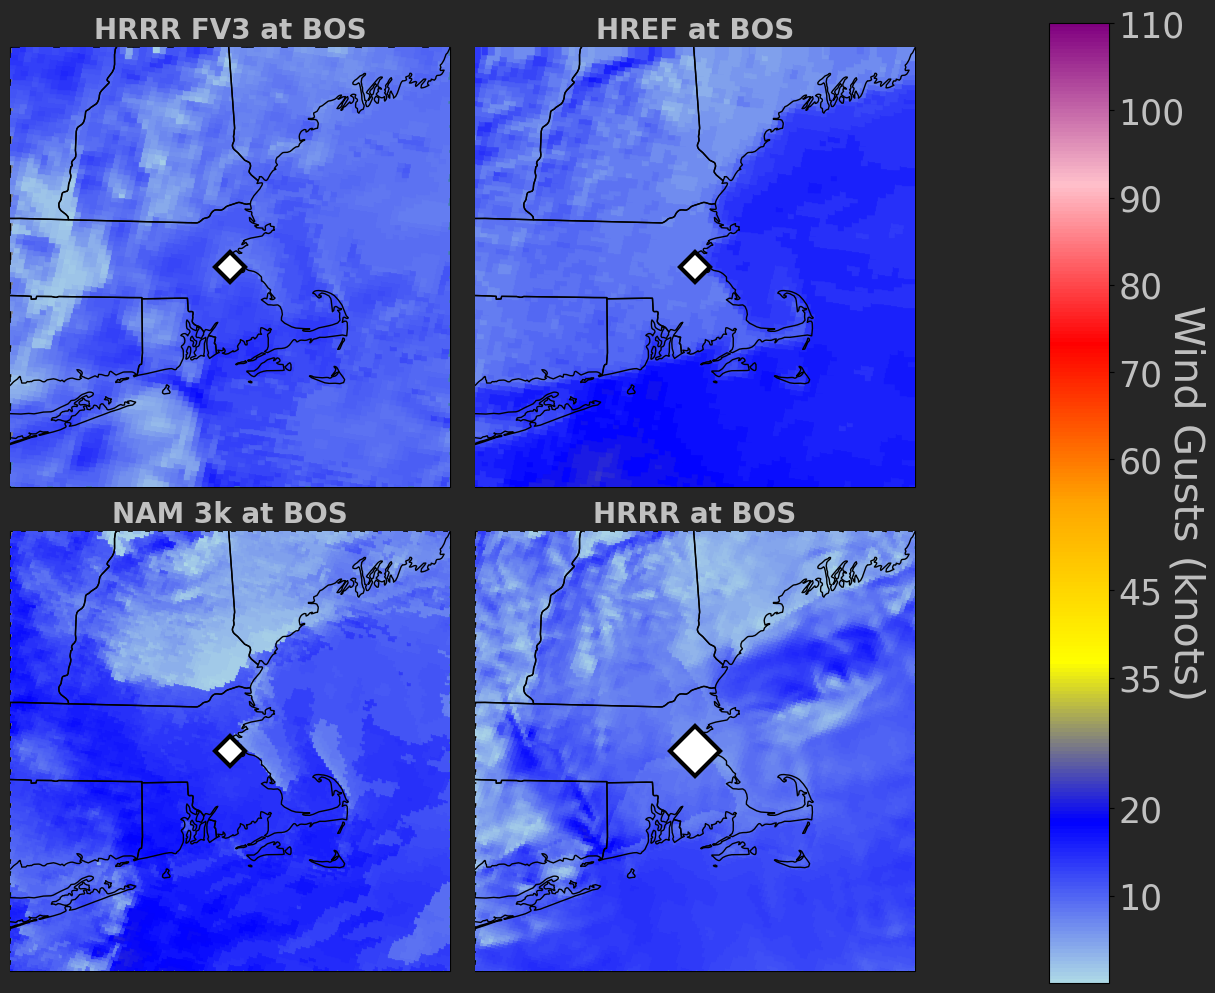 HRRR FV3 at BOS
HREF at BOS
NAM 3k at BOS
HRRR at BOS
110
100
90
80
70
60
45
35
20
10
Wind Gusts (knots)